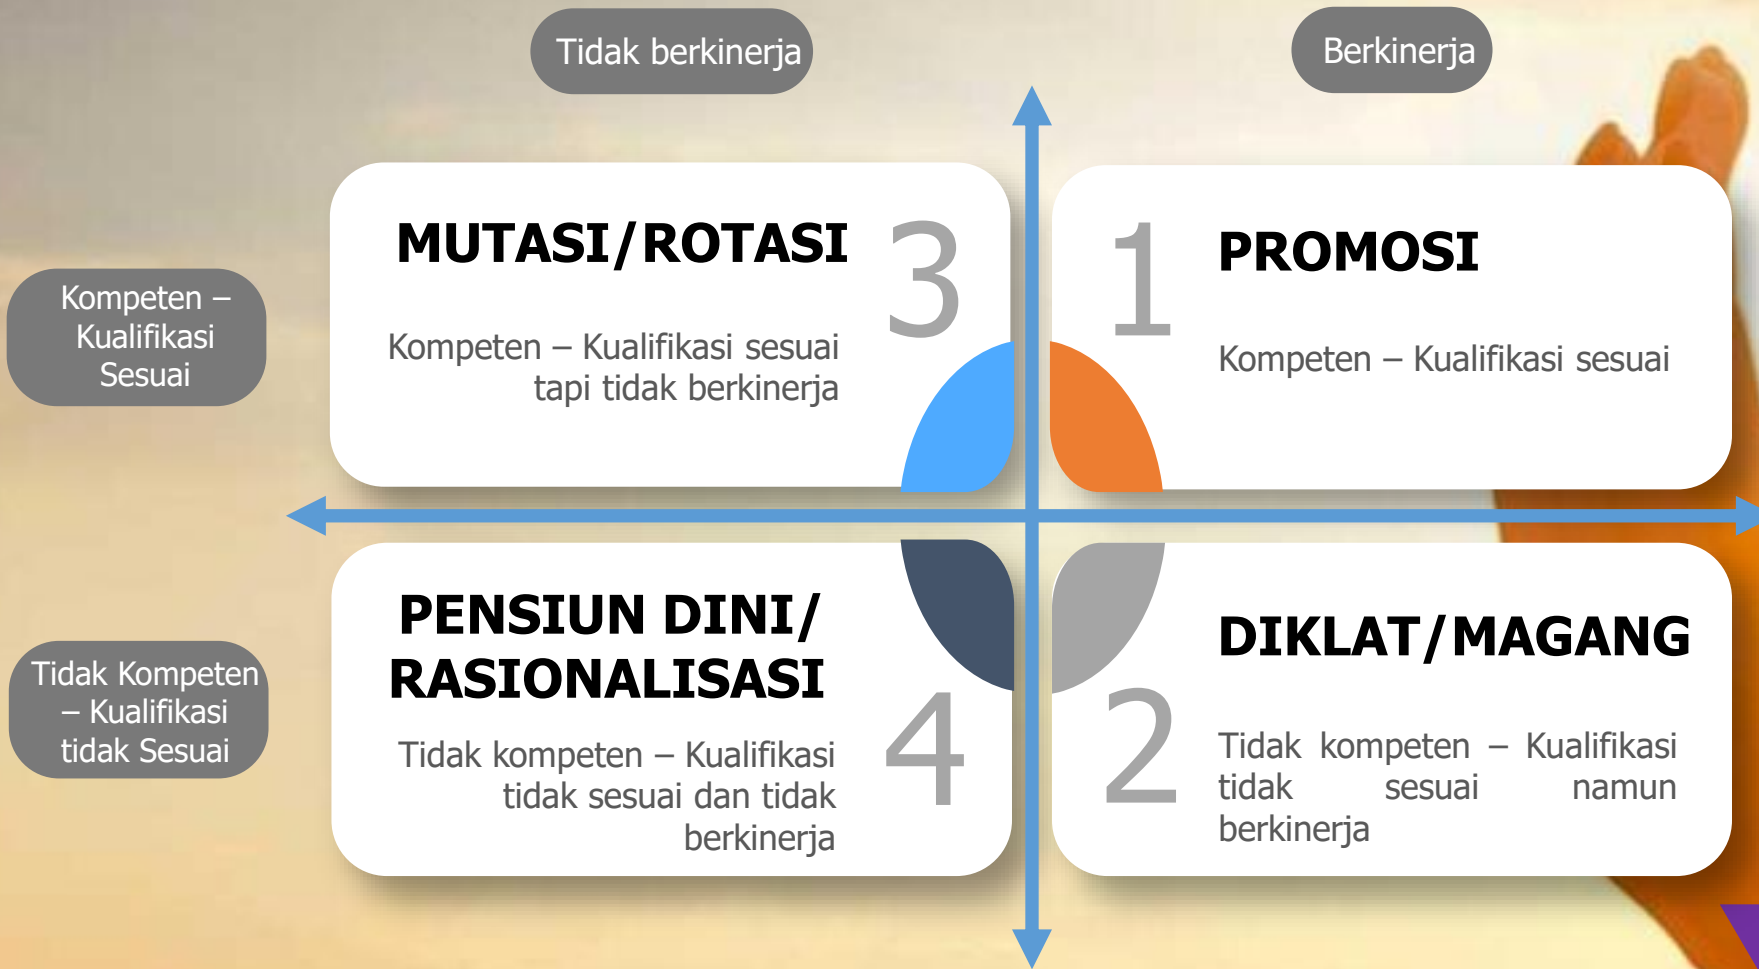 Tidak berkinerja
Berkinerja
Kompeten –
Kualifikasi
Sesuai
MUTASI/ROTASI
3
Kompeten – Kualifikasi sesuai
tapi tidak berkinerja
1
PROMOSI
Kompeten – Kualifikasi sesuai
Tidak Kompeten
– Kualifikasi
tidak Sesuai
PENSIUN DINI/
RASIONALISASI
4
Tidak kompeten – Kualifikasi
tidak sesuai dan tidak
berkinerja
DIKLAT/MAGANG
2
Tidak kompeten – Kualifikasi
tidak sesuai namun
berkinerja